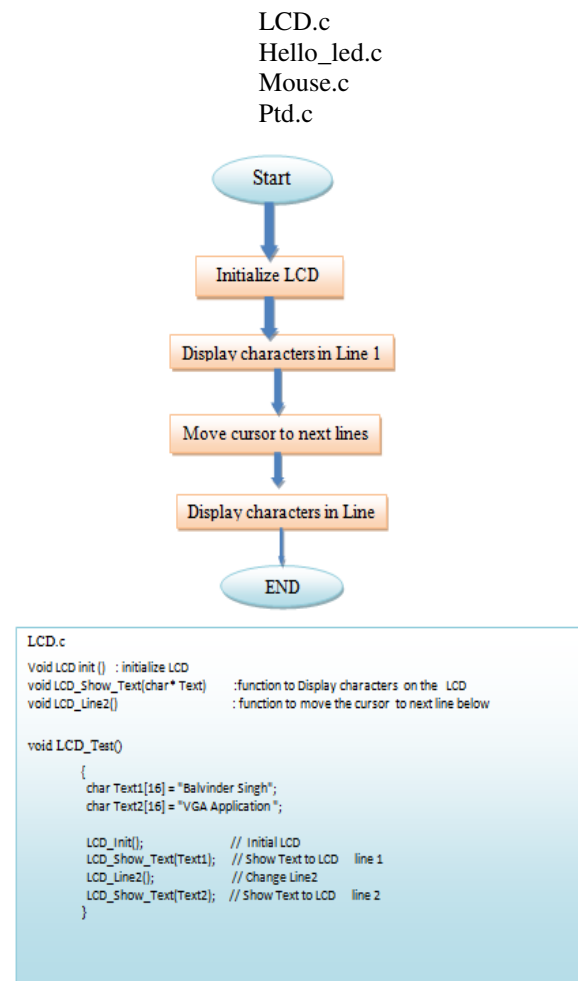 LCD.c
Hello_led.c
Mouse.c
Ptd.c
Start
Initialize LCD
Display characters in Line 1
Move cursor to next lines
Display characters in Line
END
LCD.c
Void LCD init () : initialize LCD
void LCD_Show_Text(char* Text) :function to Display characters on the LCD
void LCD_Line2() : function to move the cursor to next line below
void LCD_Test()
{
char Text1[16] = "Balvinder Singh";
char Text2[16] = "VGA Application ";
LCD_Init(); // Initial LCD
LCD_Show_Text(Text1); // Show Text to LCD line 1
LCD_Line2(); // Change Line2
LCD_Show_Text(Text2); // Show Text to LCD line 2
}